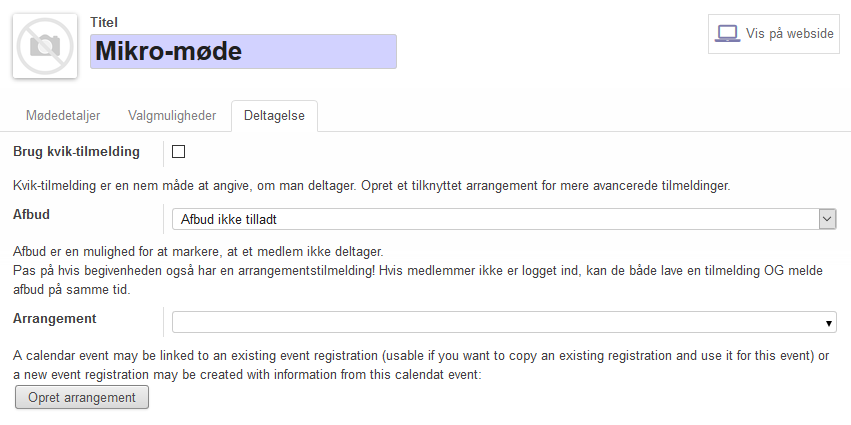 Titel
Mikro-møde
Vis på webside
Mødedetaljer Valgmuligheder Deltagelse
Brug kvik-tilmelding
Kvik-tilmelding er en nem måde at angive, om man deltager. Opret et tilknyttet arrangement for mere avancerede tilmeldinger.
Afbud
Afbud ikke tilladt
Afbud er en mulighed for at markere, at et medlem ikke deltager.
Pas på hvis begivenheden også har en arrangementstilmelding! Hvis medlemmer ikke er logget ind, kan de både lave en tilmelding OG melde
afbud på samme tid.
Arrangement
A calendar event may be linked to an existing event registration (usable if you want to copy an existing registration and use it for this event) or
a new event registration may be created with information from this calendat event:
Opret arrangement